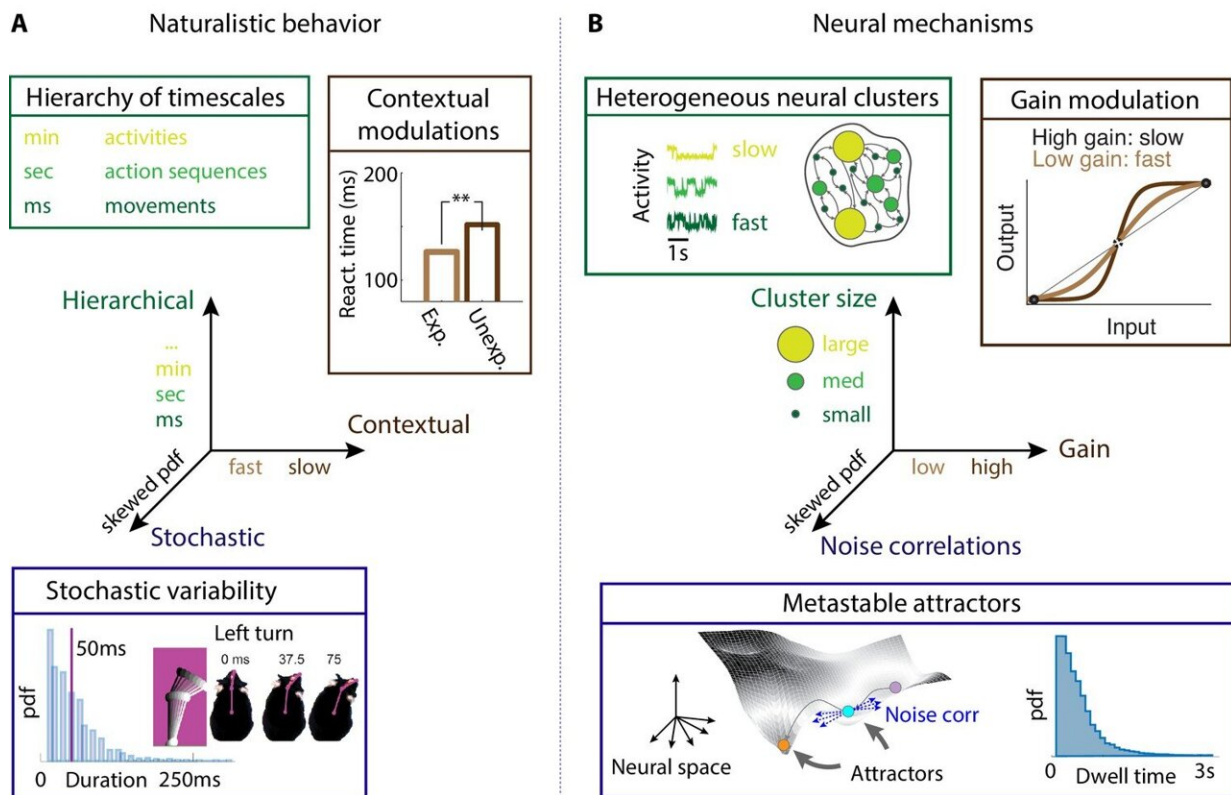 A
Naturalistic behavior
Hierarchy of timescales
min activities
sec action sequences
ms movements
Contextual
modulations
200
**
100
React. time (ms)
Exp.
Unexp.
Hierarchical
...
min
sec
ms
Contextual
fast slow
skewed pdf
Stochastic
Stochastic variability
50ms
Left turn
0 ms 37.5 75
pdf
0 Duration 250ms
B
Neural mechanisms
Heterogeneous neural clusters
slow
Activity
fast
1s
Gain modulation
High gain: slow
Low gain: fast
Output
Input
Cluster size
large
med
small
Gain
low high
skewed pdf
Noise correlations
Metastable attractors
Noise corr
Neural space
Attractors
pdf
0 Dwell time 3s